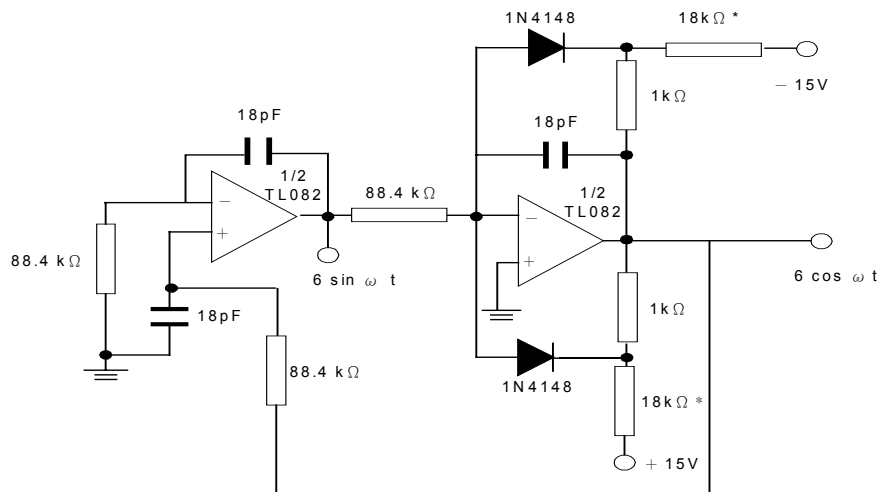 1N4148
18kΩ *
− 15V
1kΩ
18pF
18pF
1/2
TL082
−
+
88.4 kΩ
1/2
TL082
−
+
88.4 kΩ
6 sin ω t
6 cos ω t
18pF
1kΩ
88.4 kΩ
1N4148
18kΩ *
+ 15V